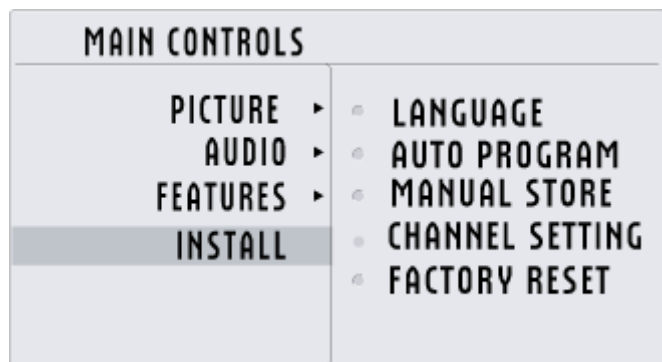 MAIN CONTROLS
PICTURE
AUDIO
FEATURES
INSTALL
LANGUAGE
AUTO PROGRAM
MANUAL STORE
CHANNEL SETTING
FACTORY RESET